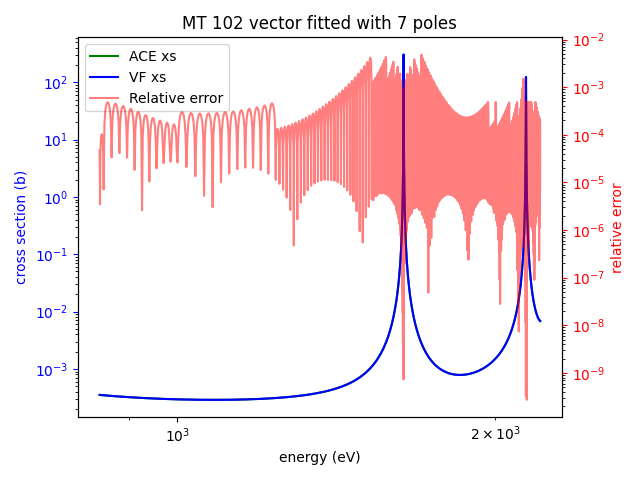 MT 102 vector fitted with 7 poles
ACE xs
VF xs
Relative error
cross section (b)
10²
10¹
10⁰
10⁻¹
10⁻²
10⁻³
10⁻²
10⁻³
10⁻⁴
10⁻⁵
10⁻⁶
10⁻⁷
10⁻⁸
10⁻⁹
relative error
10³
2 × 10³
energy (eV)